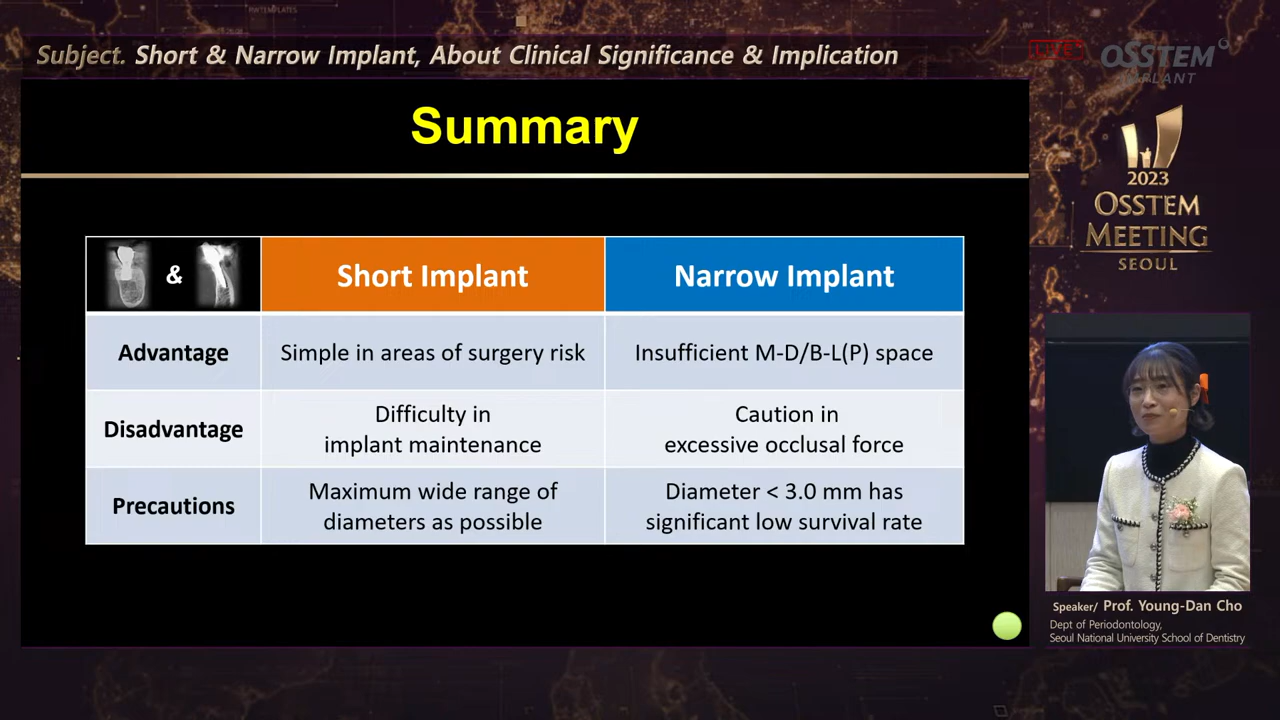 Subject. Short & Narrow Implant, About Clinical Significance & Implication
LIVE
OSSTEM
IMPLANT
Summary
2023
OSSTEM
MEETING
SEOUL
&
Short Implant
Narrow Implant
Advantage
Simple in areas of surgery risk
Insufficient M-D/B-L(P) space
Disadvantage
Difficulty in
implant maintenance
Caution in
excessive occlusal force
Precautions
Maximum wide range of
diameters as possible
Diameter < 3.0 mm has
significant low survival rate
Speaker/ Prof. Young-Dan Cho
Dept of Periodontology,
Seoul National University School of Dentistry